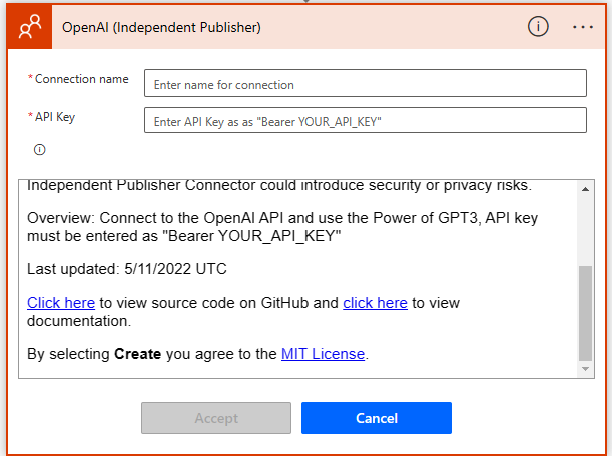 OpenAI (Independent Publisher)
* Connection name
Enter name for connection
* API Key
Enter API Key as as "Bearer YOUR_API_KEY"
Independent Publisher Connector could introduce security or privacy risks.
Overview: Connect to the OpenAI API and use the Power of GPT3, API key
must be entered as "Bearer YOUR_API_KEY"
Last updated: 5/11/2022 UTC
Click here to view source code on GitHub and click here to view
documentation.
By selecting Create you agree to the MIT License.
Accept
Cancel